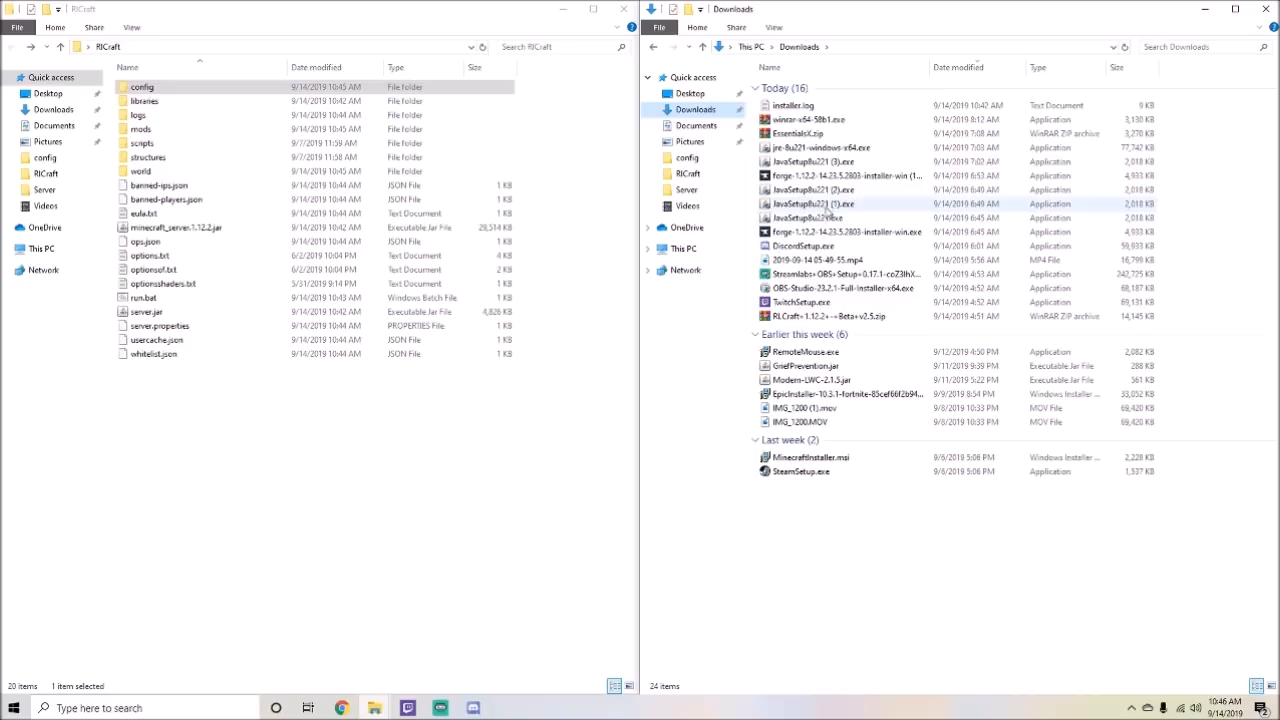 RICraft
File Home Share View
RICraft
Search RICraft
Name Date modified Type Size
Quick access
Desktop
Downloads
Documents
Pictures
config
RICraft
Server
Videos
OneDrive
This PC
Network
config 9/14/2019 10:45 AM File folder
libraries 9/14/2019 10:42 AM File folder
logs 9/14/2019 10:44 AM File folder
mods 9/14/2019 10:45 AM File folder
scripts 9/7/2019 11:59 AM File folder
structures 9/7/2019 11:58 AM File folder
world 9/14/2019 10:45 AM File folder
banned-ips.json 9/14/2019 10:44 AM JSON File 1 KB
banned-players.json 9/14/2019 10:44 AM JSON File 1 KB
eula.txt 9/14/2019 10:44 AM Text Document 1 KB
minecraft_server.1.12.2.jar 9/14/2019 10:42 AM Executable Jar File 29,514 KB
ops.json 9/14/2019 10:44 AM JSON File 1 KB
options.txt 6/2/2019 10:04 PM Text Document 4 KB
optionsof.txt 6/2/2019 10:04 PM Text Document 2 KB
optionsshaders.txt 5/31/2019 9:14 PM Text Document 1 KB
run.bat 9/14/2019 10:43 AM Windows Batch File 1 KB
server.jar 9/14/2019 10:42 AM Executable Jar File 4,826 KB
server.properties 9/14/2019 10:44 AM PROPERTIES File 1 KB
usercache.json 9/14/2019 10:44 AM JSON File 1 KB
whitelist.json 9/14/2019 10:44 AM JSON File 1 KB
20 items 1 item selected
Downloads
File Home Share View
This PC Downloads
Search Downloads
Name Date modified Type Size
Quick access
Desktop
Downloads
Documents
Pictures
config
RICraft
Server
Videos
OneDrive
This PC
Network
Today (16)
installer.log 9/14/2019 10:42 AM Text Document 9 KB
winrar-x64-58b1.exe 9/14/2019 8:12 AM Application 3,130 KB
EssentialsX.zip 9/14/2019 7:08 AM WinRAR ZIP archive 3,270 KB
jre-8u221-windows-x64.exe 9/14/2019 7:03 AM Application 77,742 KB
JavaSetup8u221 (3).exe 9/14/2019 7:02 AM Application 2,018 KB
forge-1.12.2-14.23.5.2803-installer-win (1... 9/14/2019 6:53 AM Application 4,933 KB
JavaSetup8u221 (2).exe 9/14/2019 6:49 AM Application 2,018 KB
JavaSetup8u221 (1).exe 9/14/2019 6:49 AM Application 2,018 KB
JavaSetup8u221.exe 9/14/2019 6:45 AM Application 2,018 KB
forge-1.12.2-14.23.5.2803-installer-win.exe 9/14/2019 6:45 AM Application 4,933 KB
DiscordSetup.exe 9/14/2019 6:01 AM Application 59,933 KB
2019-09-14 05-49-55.mp4 9/14/2019 5:56 AM MP4 File 16,799 KB
9/14/2019 4:53 AM Application 242,725 KB
OBS-Studio-23.2.1-Full-Installer-x64.exe 9/14/2019 4:52 AM Application 68,187 KB
TwitchSetup.exe 9/14/2019 4:52 AM Application 69,131 KB
RLCraft+1.12.2+-+Beta+v2.5.zip 9/14/2019 4:51 AM WinRAR ZIP archive 14,145 KB
Earlier this week (6)
RemoteMouse.exe 9/12/2019 4:50 PM Application 2,082 KB
GriefPrevention.jar 9/11/2019 9:39 PM Executable Jar File 288 KB
Modern-LWC-2.1.5.jar 9/11/2019 5:22 PM Executable Jar File 561 KB
EpicInstaller-10.3.1-fortnite-85cef66f2b94... 9/9/2019 8:54 PM Windows Installer ... 33,052 KB
IMG_1200 (1).mov 9/8/2019 10:33 PM MOV File 69,420 KB
IMG_1200.MOV 9/8/2019 10:33 PM MOV File 69,420 KB
Last week (2)
MinecraftInstaller.msi 9/6/2019 5:06 PM Windows Installer ... 2,228 KB
SteamSetup.exe 9/6/2019 5:06 PM Application 1,537 KB
24 items
Type here to search
10:46 AM
9/14/2019
2